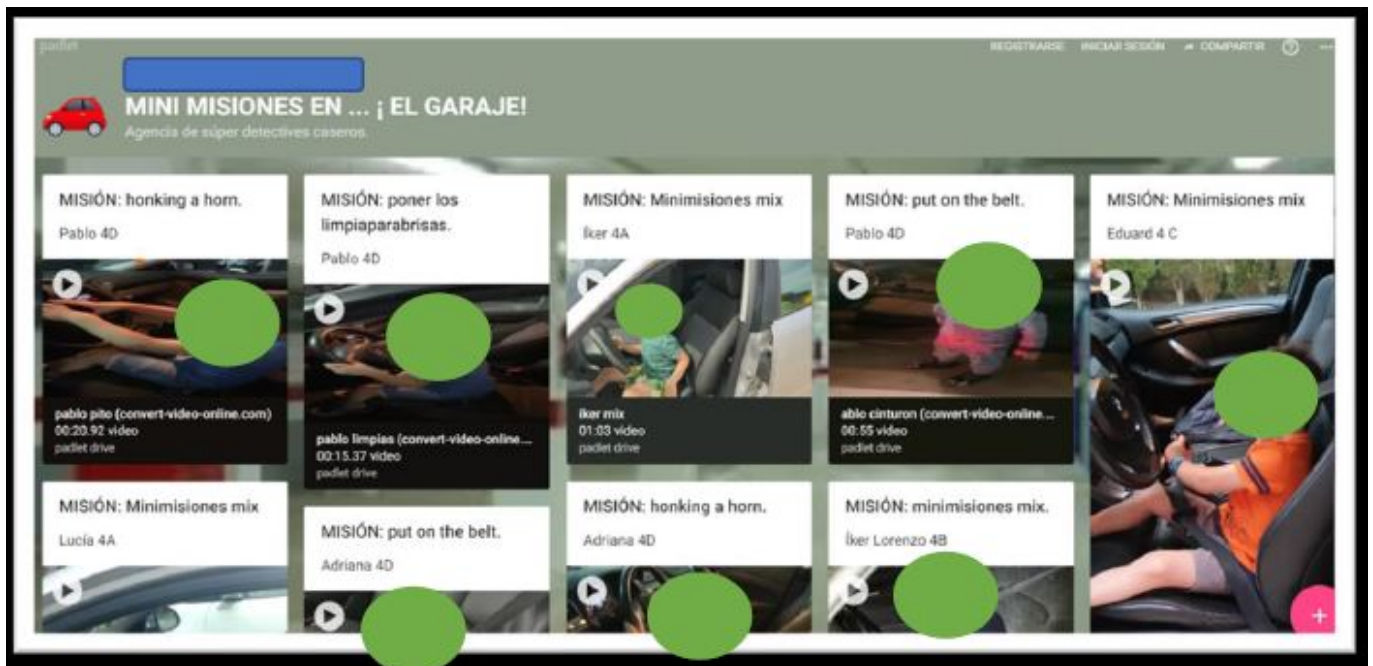 padlet
REGISTRARSE INICIAR SESIÓN COMPARTIR
MINI MISIONES EN ... ¡ EL GARAJE!
Agencia de súper detectives caseros.
MISIÓN: honking a horn.
Pablo 4D
pablo pito (convert-video-online.com)
00:20.92 video
padlet drive
MISIÓN: Minimisiones mix
Lucía 4A
MISIÓN: poner los
limpiaparabrisas.
Pablo 4D
pablo limpias (convert-video-online...
00:15.37 video
padlet drive
MISIÓN: put on the belt.
Adriana 4D
MISIÓN: Minimisiones mix
Íker 4A
iker mix
01:03 video
padlet drive
MISIÓN: honking a horn.
Adriana 4D
MISIÓN: put on the belt.
Pablo 4D
ablo cinturon (convert-video-online...
00:55 video
padlet drive
MISIÓN: minimisiones mix.
Íker Lorenzo 4B
MISIÓN: Minimisiones mix
Eduard 4 C